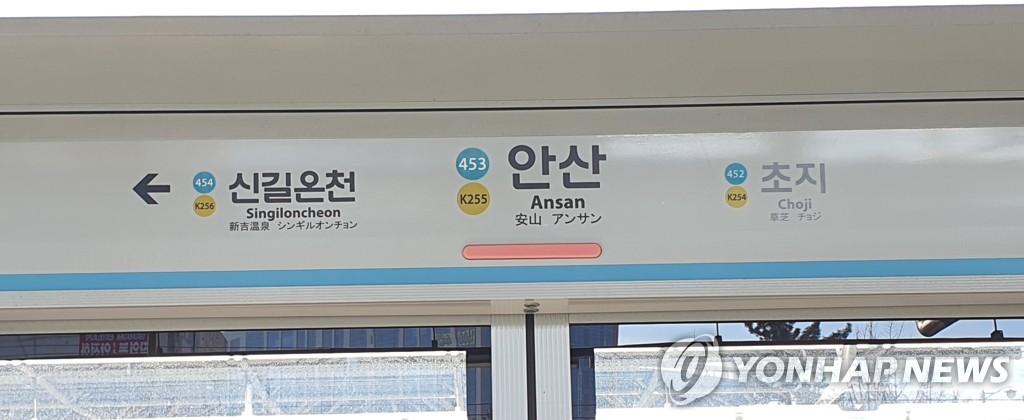 454
K256
신길온천
Singiloncheon
新吉温泉 シンギルオンチョン
453
K255
안산
Ansan
安山 アンサン
452
K254
초지
Choji
草芝 チョジ
YONHAP NEWS